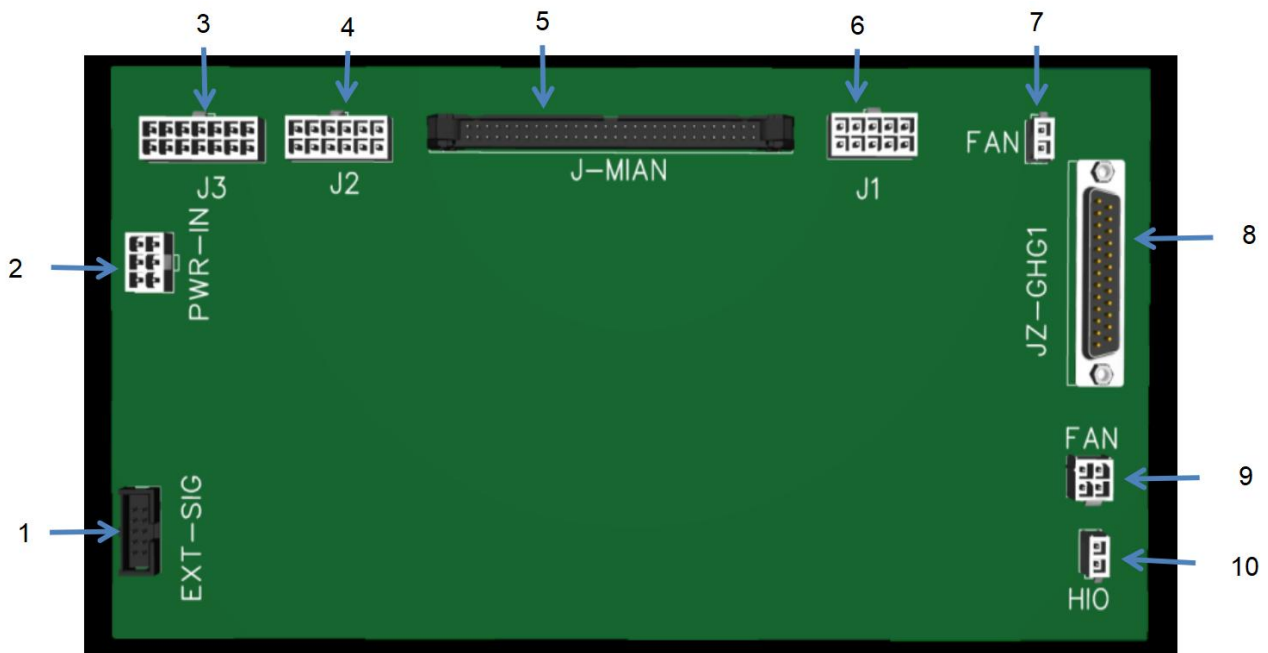 3
4
5
6
7
J3
J2
J-MIAN
J1
FAN
2
PWR-IN
JZ-GHG1
8
1
EXT-SIG
FAN
9
HIO
10